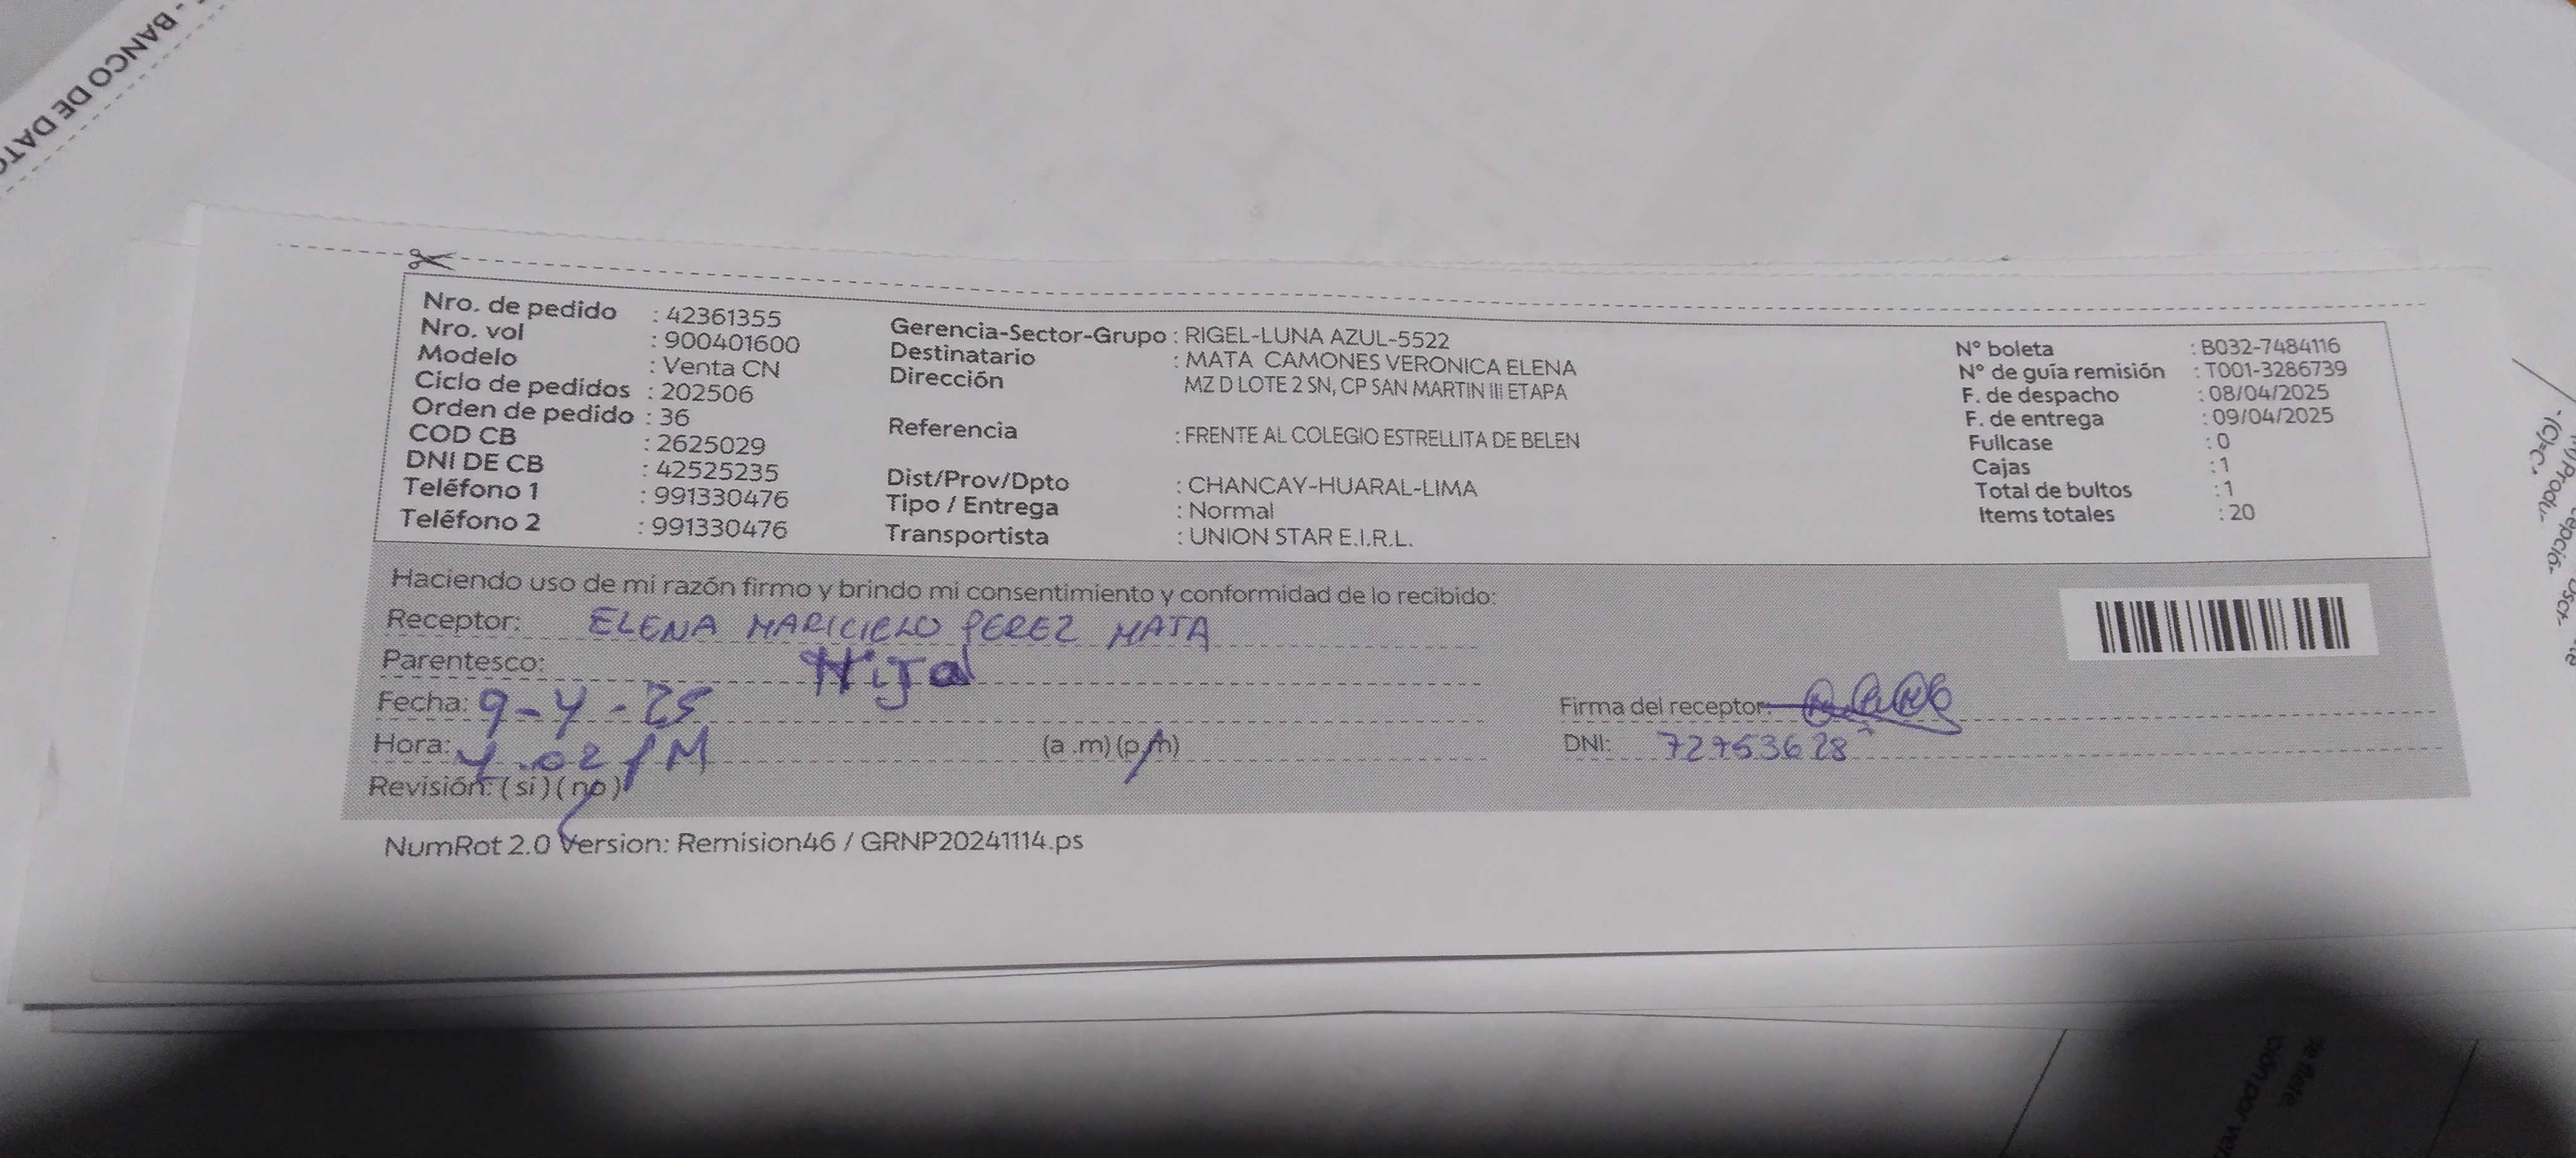 - BANCO DE DATO
Nro. de pedido : 42361355
Nro. vol : 900401600
Modelo : Venta CN
Ciclo de pedidos : 202506
Orden de pedido : 36
COD CB : 2625029
DNI DE CB : 42525235
Teléfono 1 : 991330476
Teléfono 2 : 991330476
Gerencia-Sector-Grupo : RIGEL-LUNA AZUL-5522
Destinatario : MATA CAMONES VERONICA ELENA
Dirección MZ D LOTE 2 SN, CP SAN MARTIN III ETAPA
Referencia : FRENTE AL COLEGIO ESTRELLITA DE BELEN
Dist/Prov/Dpto : CHANCAY-HUARAL-LIMA
Tipo / Entrega : Normal
Transportista : UNION STAR E.I.R.L.
N° boleta : B032-7484116
N° de guía remisión : T001-3286739
F. de despacho : 08/04/2025
F. de entrega : 09/04/2025
Fullcase : 0
Cajas : 1
Total de bultos : 1
Items totales : 20
Haciendo uso de mi razón firmo y brindo mi consentimiento y conformidad de lo recibido:
Receptor: ELENA MARICIELO PEREZ MATA
Parentesco: Hija
Fecha: 9-4-25
Hora: 4.02 pM (a .m) (p.m)
Revisión: ( si ) ( no )
Firma del receptor:
DNI: 72753628
NumRot 2.0 Version: Remision46 / GRNP20241114.ps